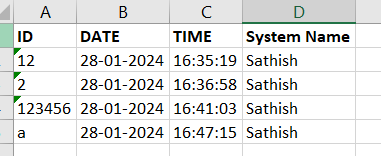 A B C D
ID DATE TIME System Name
12 28-01-2024 16:35:19 Sathish
2 28-01-2024 16:36:58 Sathish
123456 28-01-2024 16:41:03 Sathish
a 28-01-2024 16:47:15 Sathish